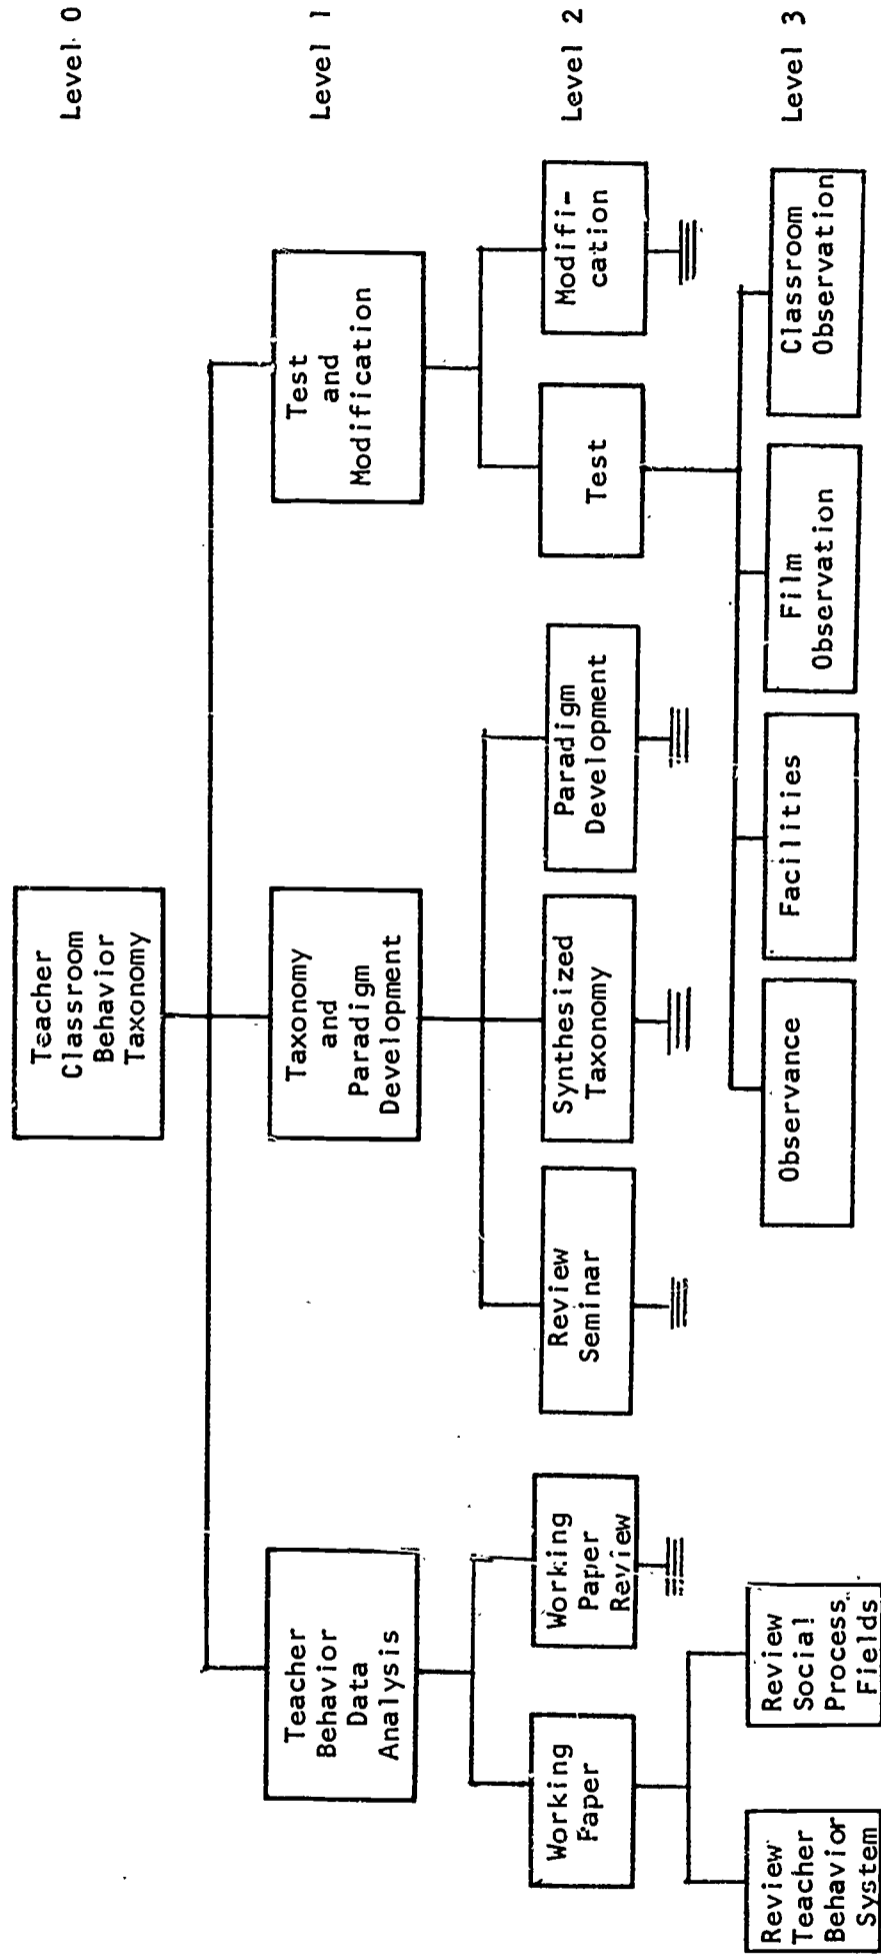 Level 0
Teacher
Classroom
Behavior
Taxonomy
Level 1
Teacher
Behavior
Data
Analysis
Taxonomy
and
Paradigm
Development
Test
and
Modification
Level 2
Working
Paper
Working
Paper
Review
Review
Seminar
Synthesized
Taxonomy
Paradigm
Development
Test
Modifi-
cation
Level 3
Review
Teacher
Behavior
System
Review
Social
Process
Fields
Observance
Facilities
Film
Observation
Classroom
Observation